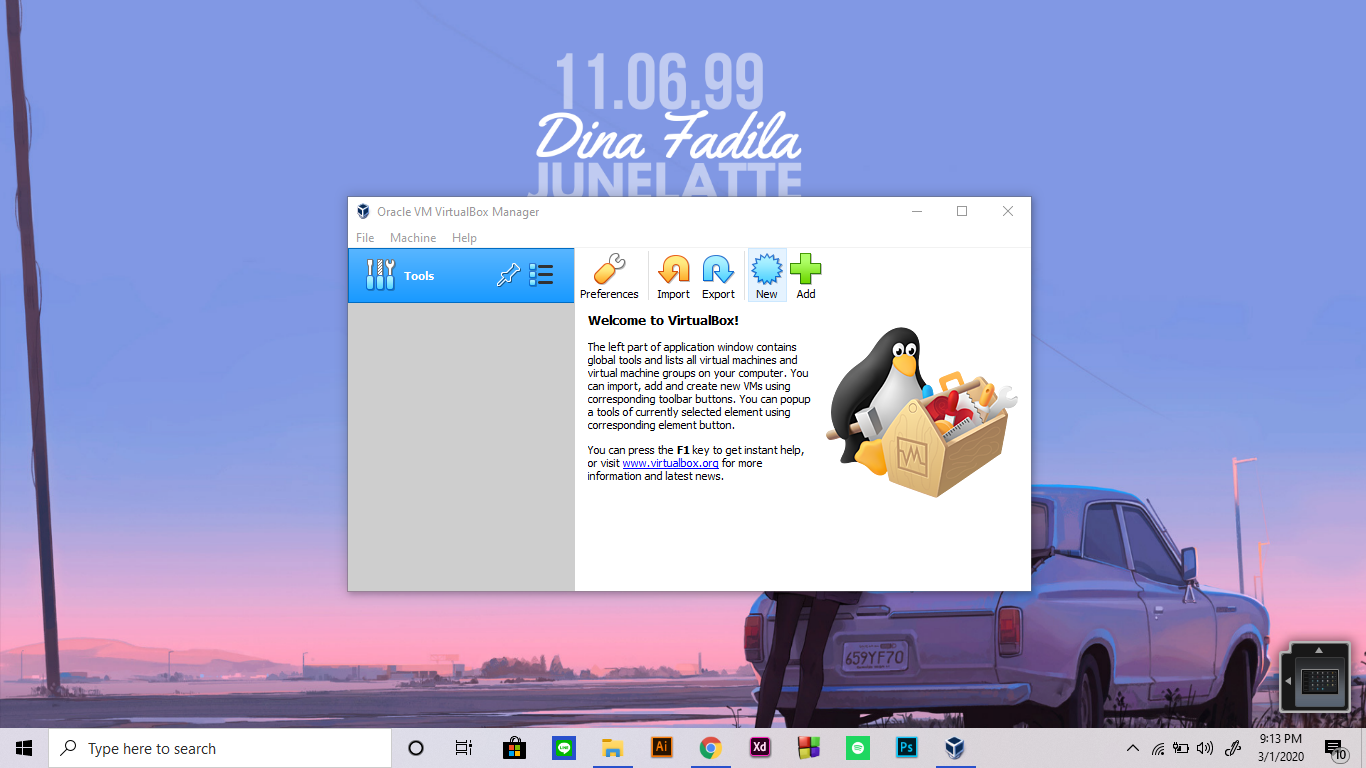 11.06.99
Dina Fadila
JUNELATTE
Oracle VM VirtualBox Manager
File Machine Help
Tools
Preferences Import Export New Add
Welcome to VirtualBox!
The left part of application window contains
global tools and lists all virtual machines and
virtual machine groups on your computer. You
can import, add and create new VMs using
corresponding toolbar buttons. You can popup
a tools of currently selected element using
corresponding element button.
You can press the F1 key to get instant help,
or visit www.virtualbox.org for more
information and latest news.
659YF70
Type here to search
Ai
Xd
Ps
9:13 PM
3/1/2020
10